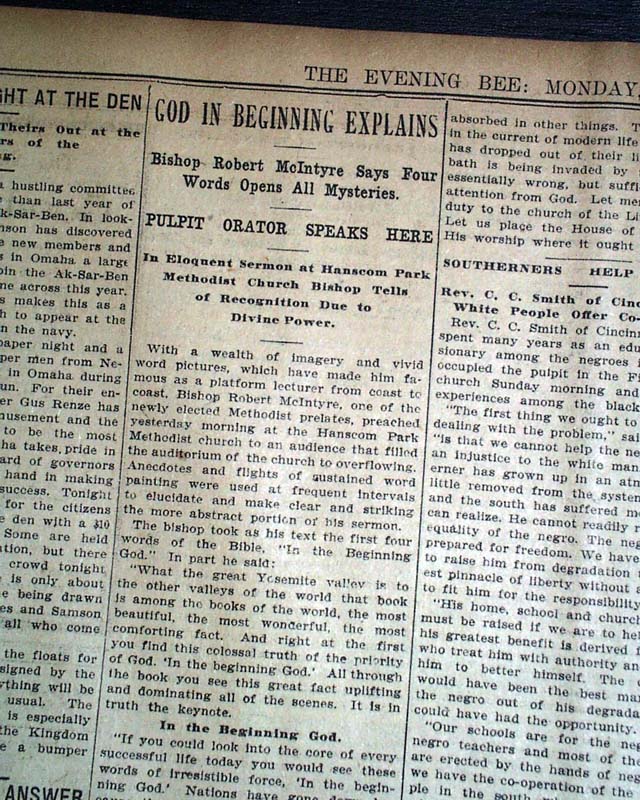 THE EVENING BEE: MONDAY,
GHT AT THE DEN
Theirs Out at the
rs of the
g.
a hustling committee
than last year of
k-Sar-Ben. In look-
nson has discovered
e new members and
s in Omaha a large
oin the Ak-Sar-Ben
me across this year.
s makes this as a
h to appear at the
n the navy.
paper night and a
per men from Ne-
in Omaha during
un. For their en-
er Gus Renze has
musement and the
to be the most
ha takes pride in
ard of governors
hand in making
success. Tonight
for the citizens
e den with a $10
Some are held
ation, but there
crowd tonight
is only about
e being drawn
es and Samson
all who come
the floats for
signed by the
ything will be
usual. The
is especially
the Kingdom
e a bumper
ANSWER
GOD IN BEGINNING EXPLAINS
Bishop Robert McIntyre Says Four
Words Opens All Mysteries.
PULPIT ORATOR SPEAKS HERE
In Eloquent Sermon at Hanscom Park
Methodist Church Bishop Tells
of Recognition Due to
Divine Power.
With a wealth of imagery and vivid
word pictures, which have made him fa-
mous as a platform lecturer from coast to
coast, Bishop Robert McIntyre, one of the
newly elected Methodist prelates, preached
yesterday morning at the Hanscom Park
Methodist church to an audience that filled
the auditorium of the church to overflowing.
Anecdotes and flights of sustained word
painting were used at frequent intervals
to elucidate and make clear and striking
the more abstract portion of his sermon.
The bishop took as his text the first four
words of the Bible, "In the Beginning
God." In part he said:
"What the great Yosemite valley is to
the other valleys of the world that book
is among the books of the world, the most
beautiful, the most wonderful, the most
comforting fact. And right at the first
you find this colossal truth of the priority
of God. 'In the beginning God.' All through
the book you see this great fact uplifting
and dominating all of the scenes. It is in
truth the keynote.
In the Beginning God.
"If you could look into the core of every
successful life today you would see these
words of irresistible force, 'In the begin-
ning God.' Nations have gone
absorbed in other things. T
in the current of modern life
has dropped out of their li
bath is being invaded by
essentially wrong, but suffi
attention from God. Let me
duty to the church of the Li
Let us place the House of
His worship where it ought
SOUTHERNERS HELP
Rev. C. C. Smith of Cinc
White People Offer Co-
Rev. C. C. Smith of Cincin
spent many years as an edu
sionary among the negroes i
occupied the pulpit in the F
church Sunday morning and
experiences among the black
"The first thing we ought to
dealing with the problem," sai
"is that we cannot help the ne
an injustice to the white man
erner has grown up in an atm
little removed from the system
and the south has suffered mo
can realize. He cannot readily r
equality of the negro. The neg
prepared for freedom. We have
to raise him from degradation
est pinnacle of liberty without a
to fit him for the responsibility
"His home, school and church
must be raised if we are to hel
his greatest benefit is derived f
who treat him with authority an
him to better himself. The
would have been the best man
the negro out of his degrada
could have had the opportunity.
"Our schools are for the ne
negro teachers and most of th
are erected by the hands of neg
we have the co-operation of the
ple in the south